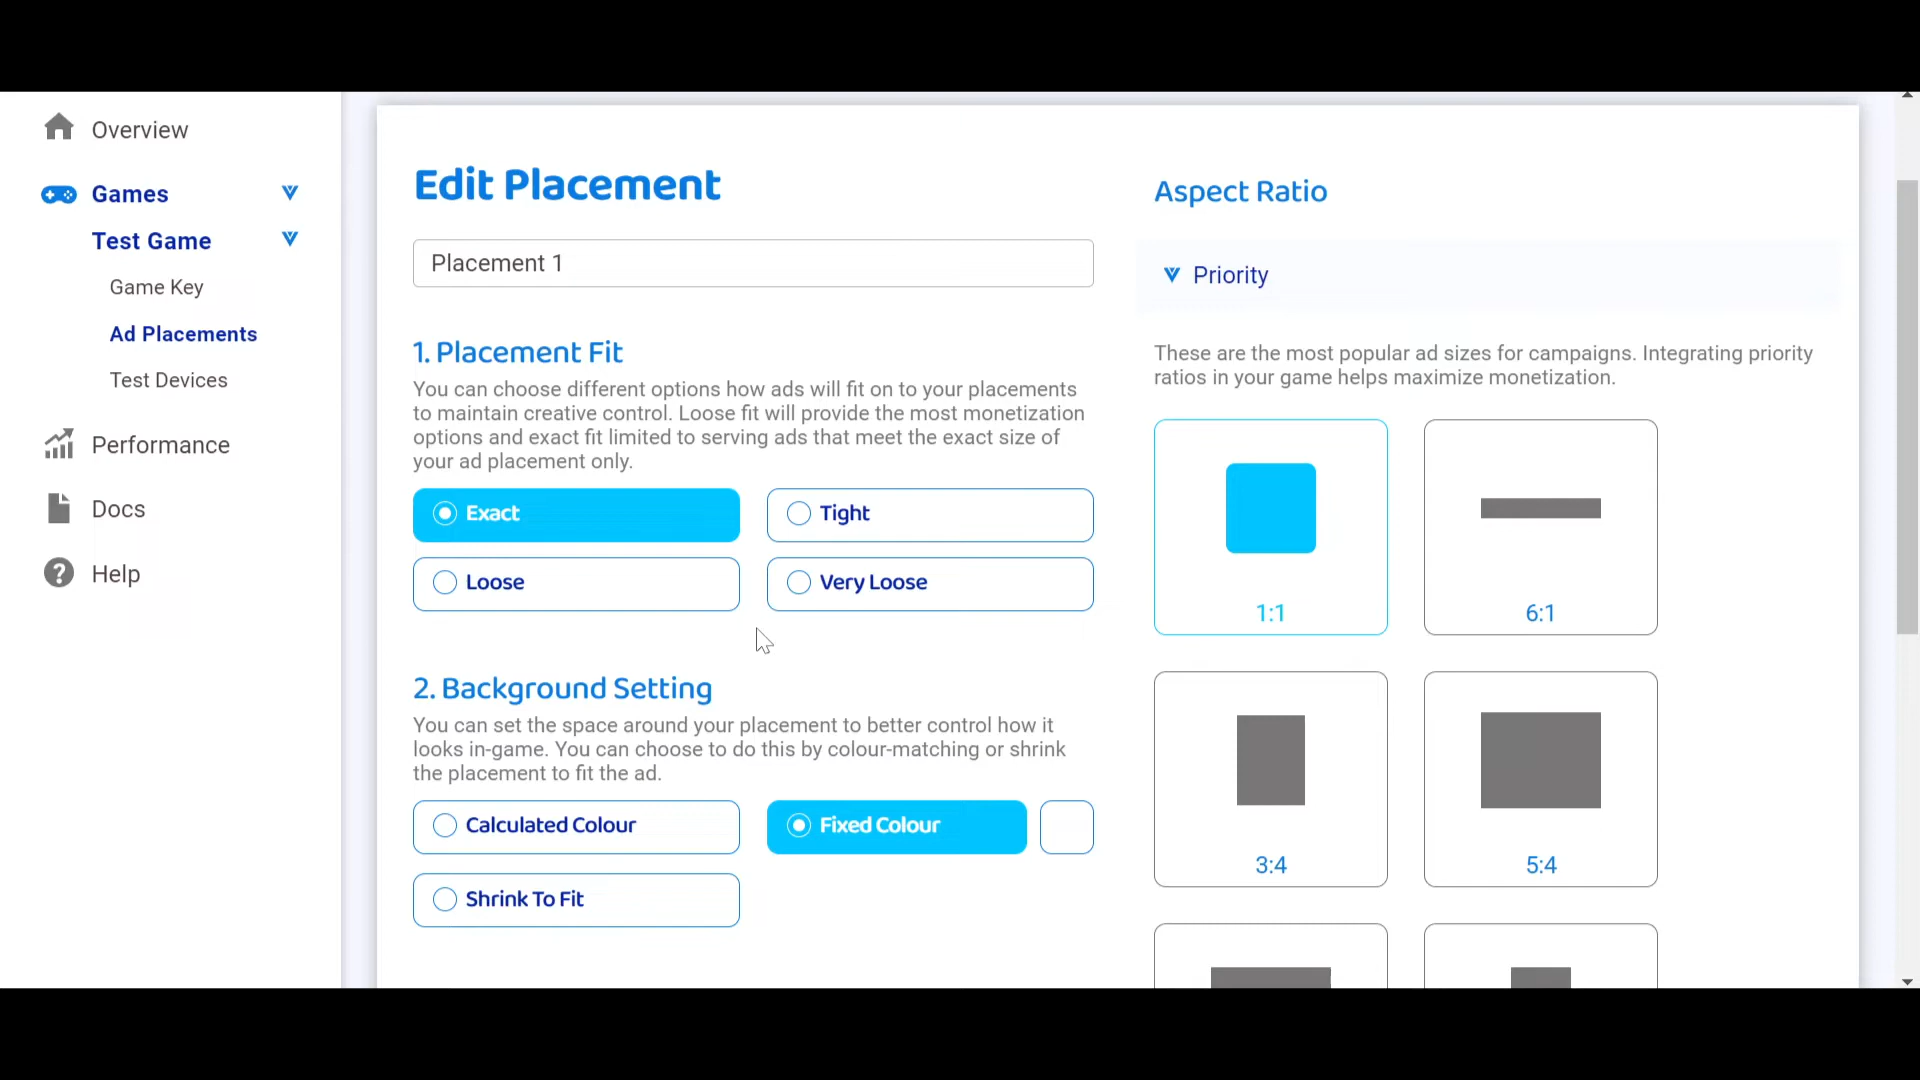 Overview
Games
Test Game
Game Key
Ad Placements
Test Devices
Performance
Docs
Help
Edit Placement
Placement 1
1. Placement Fit
You can choose different options how ads will fit on to your placements
to maintain creative control. Loose fit will provide the most monetization
options and exact fit limited to serving ads that meet the exact size of
your ad placement only.
Exact
Tight
Loose
Very Loose
2. Background Setting
You can set the space around your placement to better control how it
looks in-game. You can choose to do this by colour-matching or shrink
the placement to fit the ad.
Calculated Colour
Fixed Colour
Shrink To Fit
Aspect Ratio
Priority
These are the most popular ad sizes for campaigns. Integrating priority
ratios in your game helps maximize monetization.
1:1
6:1
3:4
5:4